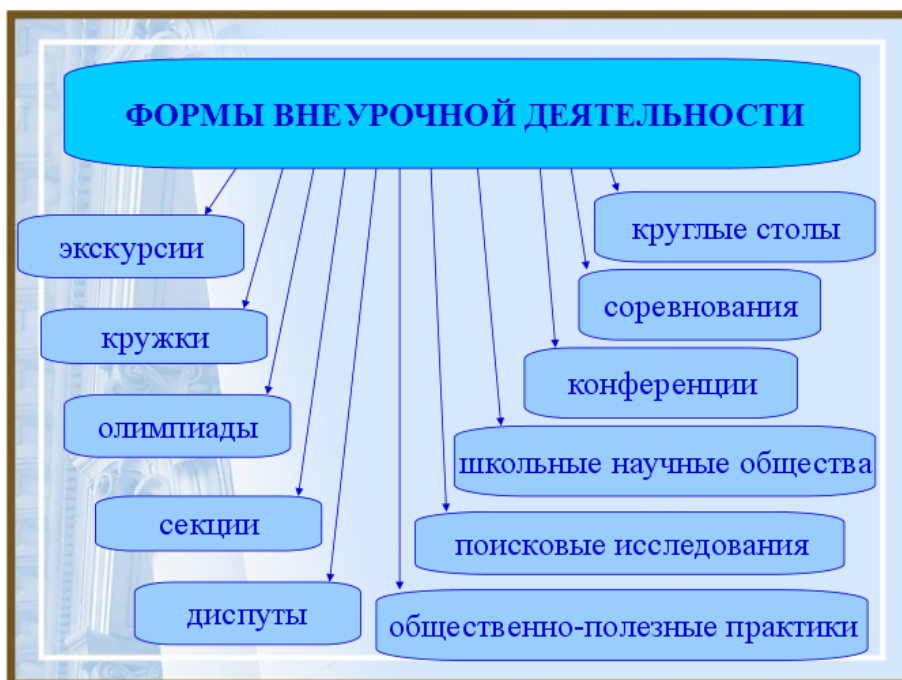 ФОРМЫ ВНЕУРОЧНОЙ ДЕЯТЕЛЬНОСТИ
экскурсии
кружки
олимпиады
секции
диспуты
круглые столы
соревнования
конференции
школьные научные общества
поисковые исследования
общественно-полезные практики